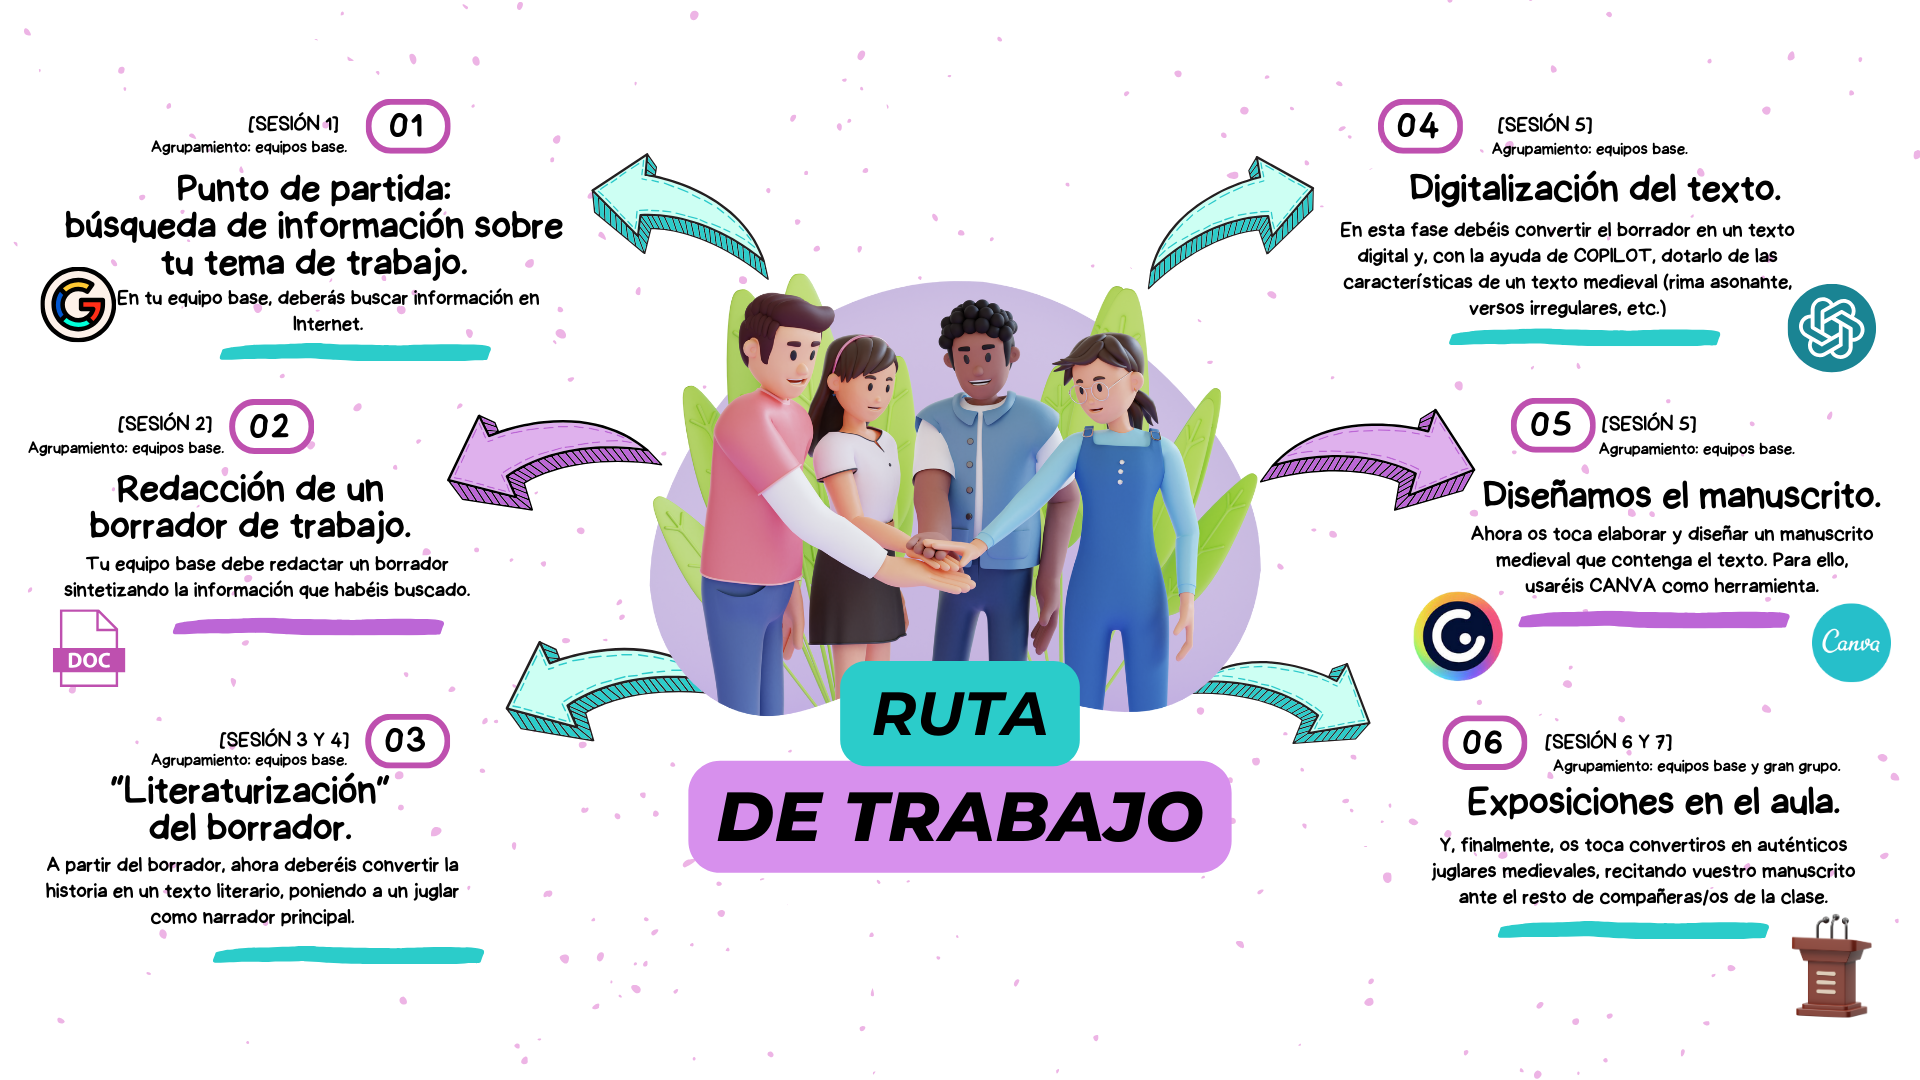 [SESIÓN 1]
01
Agrupamiento: equipos base.
Punto de partida:
búsqueda de información sobre
tu tema de trabajo.
G
En tu equipo base, deberás buscar información en
Internet.
[SESIÓN 2]
02
Agrupamiento: equipos base.
Redacción de un
borrador de trabajo.
Tu equipo base debe redactar un borrador
sintetizando la información que habéis buscado.
DOC
[SESIÓN 3 Y 4]
03
Agrupamiento: equipos base.
"Literaturización"
del borrador.
A partir del borrador, ahora deberéis convertir la
historia en un texto literario, poniendo a un juglar
como narrador principal.
RUTA
DE TRABAJO
04
[SESIÓN 5]
Agrupamiento: equipos base.
Digitalización del texto.
En esta fase debéis convertir el borrador en un texto
digital y, con la ayuda de COPILOT, dotarlo de las
características de un texto medieval (rima asonante,
versos irregulares, etc.)
05
[SESIÓN 5]
Agrupamiento: equipos base.
Diseñamos el manuscrito.
Ahora os toca elaborar y diseñar un manuscrito
medieval que contenga el texto. Para ello,
usaréis CANVA como herramienta.
Canva
06
[SESIÓN 6 Y 7]
Agrupamiento: equipos base y gran grupo.
Exposiciones en el aula.
Y, finalmente, os toca convertiros en auténticos
juglares medievales, recitando vuestro manuscrito
ante el resto de compañeras/os de la clase.